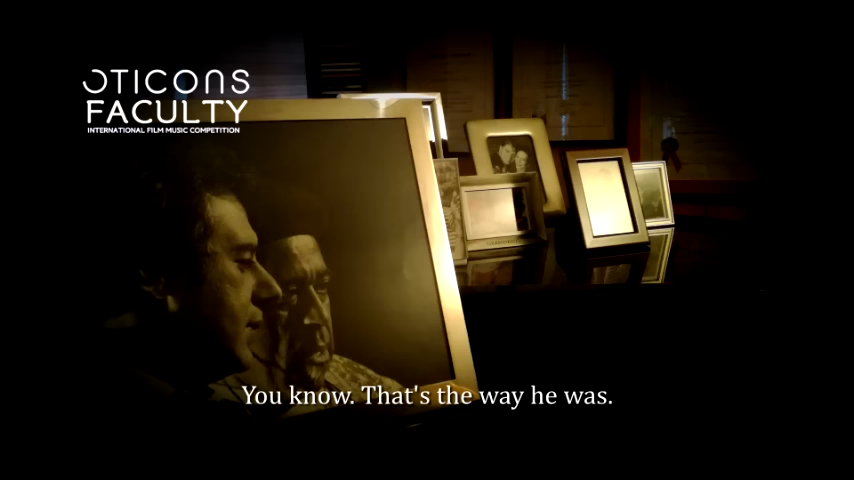 OTICONS
FACULTY
INTERNATIONAL FILM MUSIC COMPETITION
You know. That's the way he was.